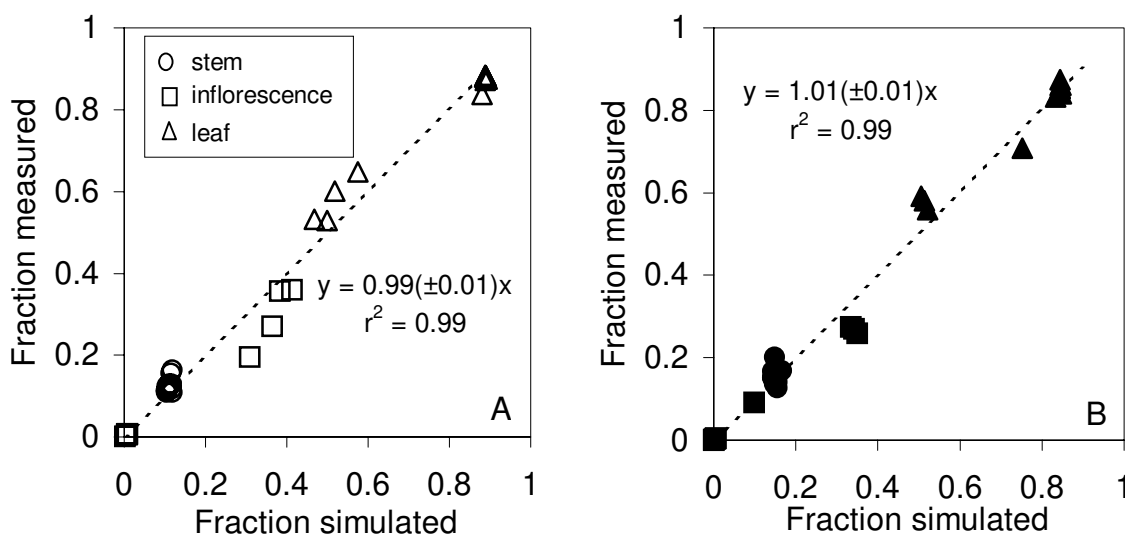 1
0.8
0.6
0.4
0.2
0
Fraction measured
stem
inflorescence
leaf
y = 0.99(±0.01)x
r² = 0.99
A
0 0.2 0.4 0.6 0.8 1
Fraction simulated
1
0.8
0.6
0.4
0.2
0
Fraction measured
y = 1.01(±0.01)x
r² = 0.99
B
0 0.2 0.4 0.6 0.8 1
Fraction simulated